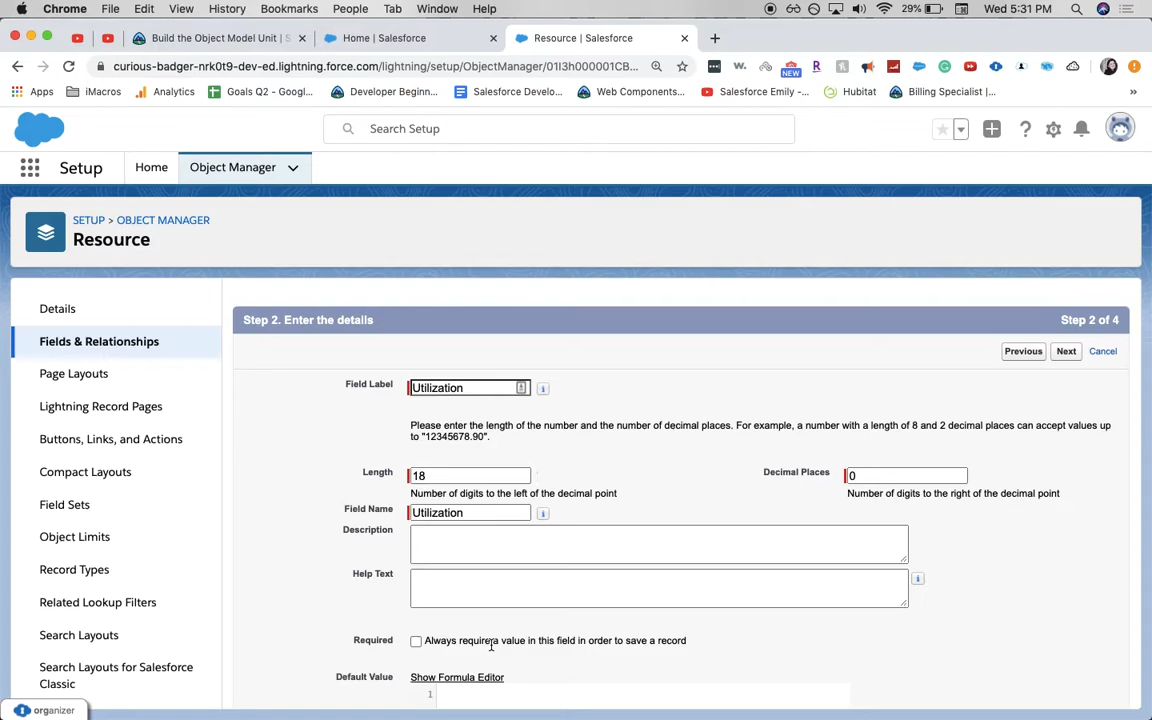 Chrome File Edit View History Bookmarks People Tab Window Help 29% Wed 5:31 PM
Build the Object Model Unit | S Home | Salesforce Resource | Salesforce
curious-badger-nrk0t9-dev-ed.lightning.force.com/lightning/setup/ObjectManager/01I3h000001CB... NEW
Apps iMacros Analytics Goals Q2 - Googl... Developer Beginn... Salesforce Develo... Web Components... Salesforce Emily -... Hubitat Billing Specialist |... »
Search Setup
Setup Home Object Manager
SETUP > OBJECT MANAGER
Resource
Details
Fields & Relationships
Page Layouts
Lightning Record Pages
Buttons, Links, and Actions
Compact Layouts
Field Sets
Object Limits
Record Types
Related Lookup Filters
Search Layouts
Search Layouts for Salesforce
Classic
organizer
Step 2. Enter the details Step 2 of 4
Previous Next Cancel
Field Label Utilization
Please enter the length of the number and the number of decimal places. For example, a number with a length of 8 and 2 decimal places can accept values up
to "12345678.90".
Length 18 Decimal Places 0
Number of digits to the left of the decimal point Number of digits to the right of the decimal point
Field Name Utilization
Description
Help Text
Required Always require a value in this field in order to save a record
Default Value Show Formula Editor
1